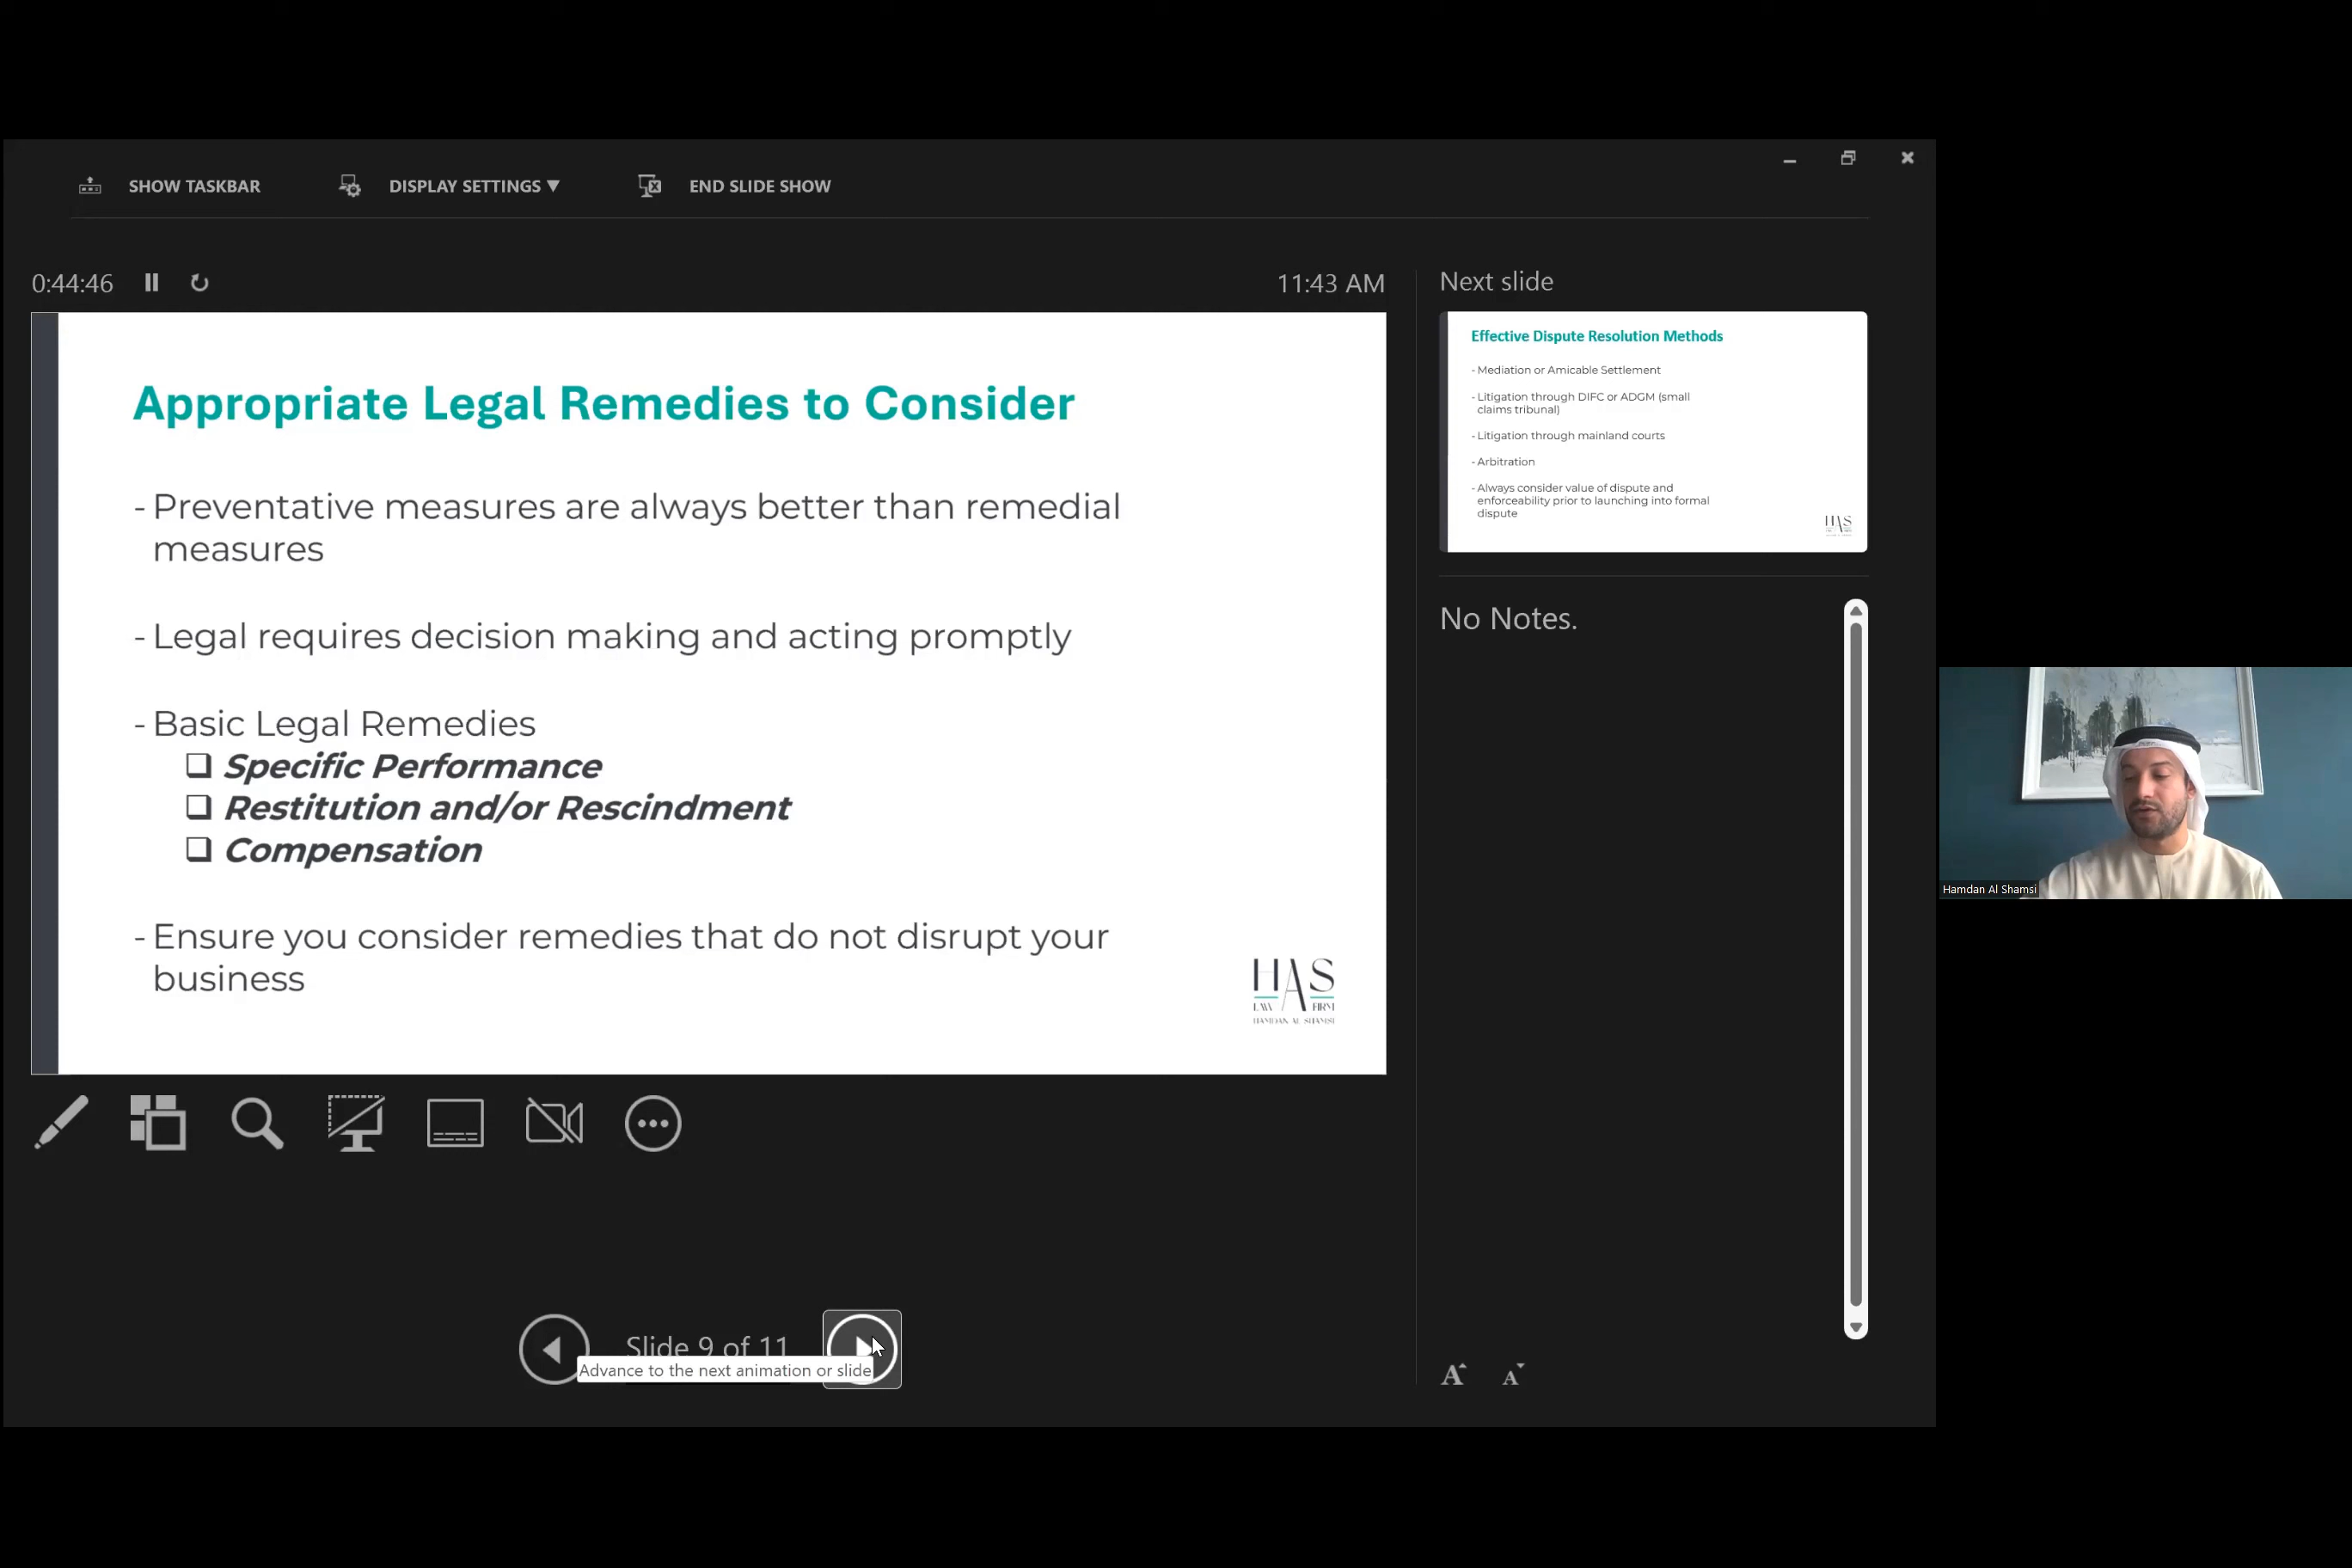 SHOW TASKBAR
DISPLAY SETTINGS ▼
END SLIDE SHOW
0:44:46
11:43 AM
Appropriate Legal Remedies to Consider
- Preventative measures are always better than remedial
measures
- Legal requires decision making and acting promptly
- Basic Legal Remedies
❑ Specific Performance
❑ Restitution and/or Rescindment
❑ Compensation
- Ensure you consider remedies that do not disrupt your
business
HAS
LAW FIRM
HAMDAN AL SHAMSI
Next slide
Effective Dispute Resolution Methods
- Mediation or Amicable Settlement
- Litigation through DIFC or ADGM (small
claims tribunal)
- Litigation through mainland courts
- Arbitration
- Always consider value of dispute and
enforceability prior to launching into formal
dispute
HAS
No Notes.
Hamdan Al Shamsi
Slide 9 of 11
Advance to the next animation or slide
A A